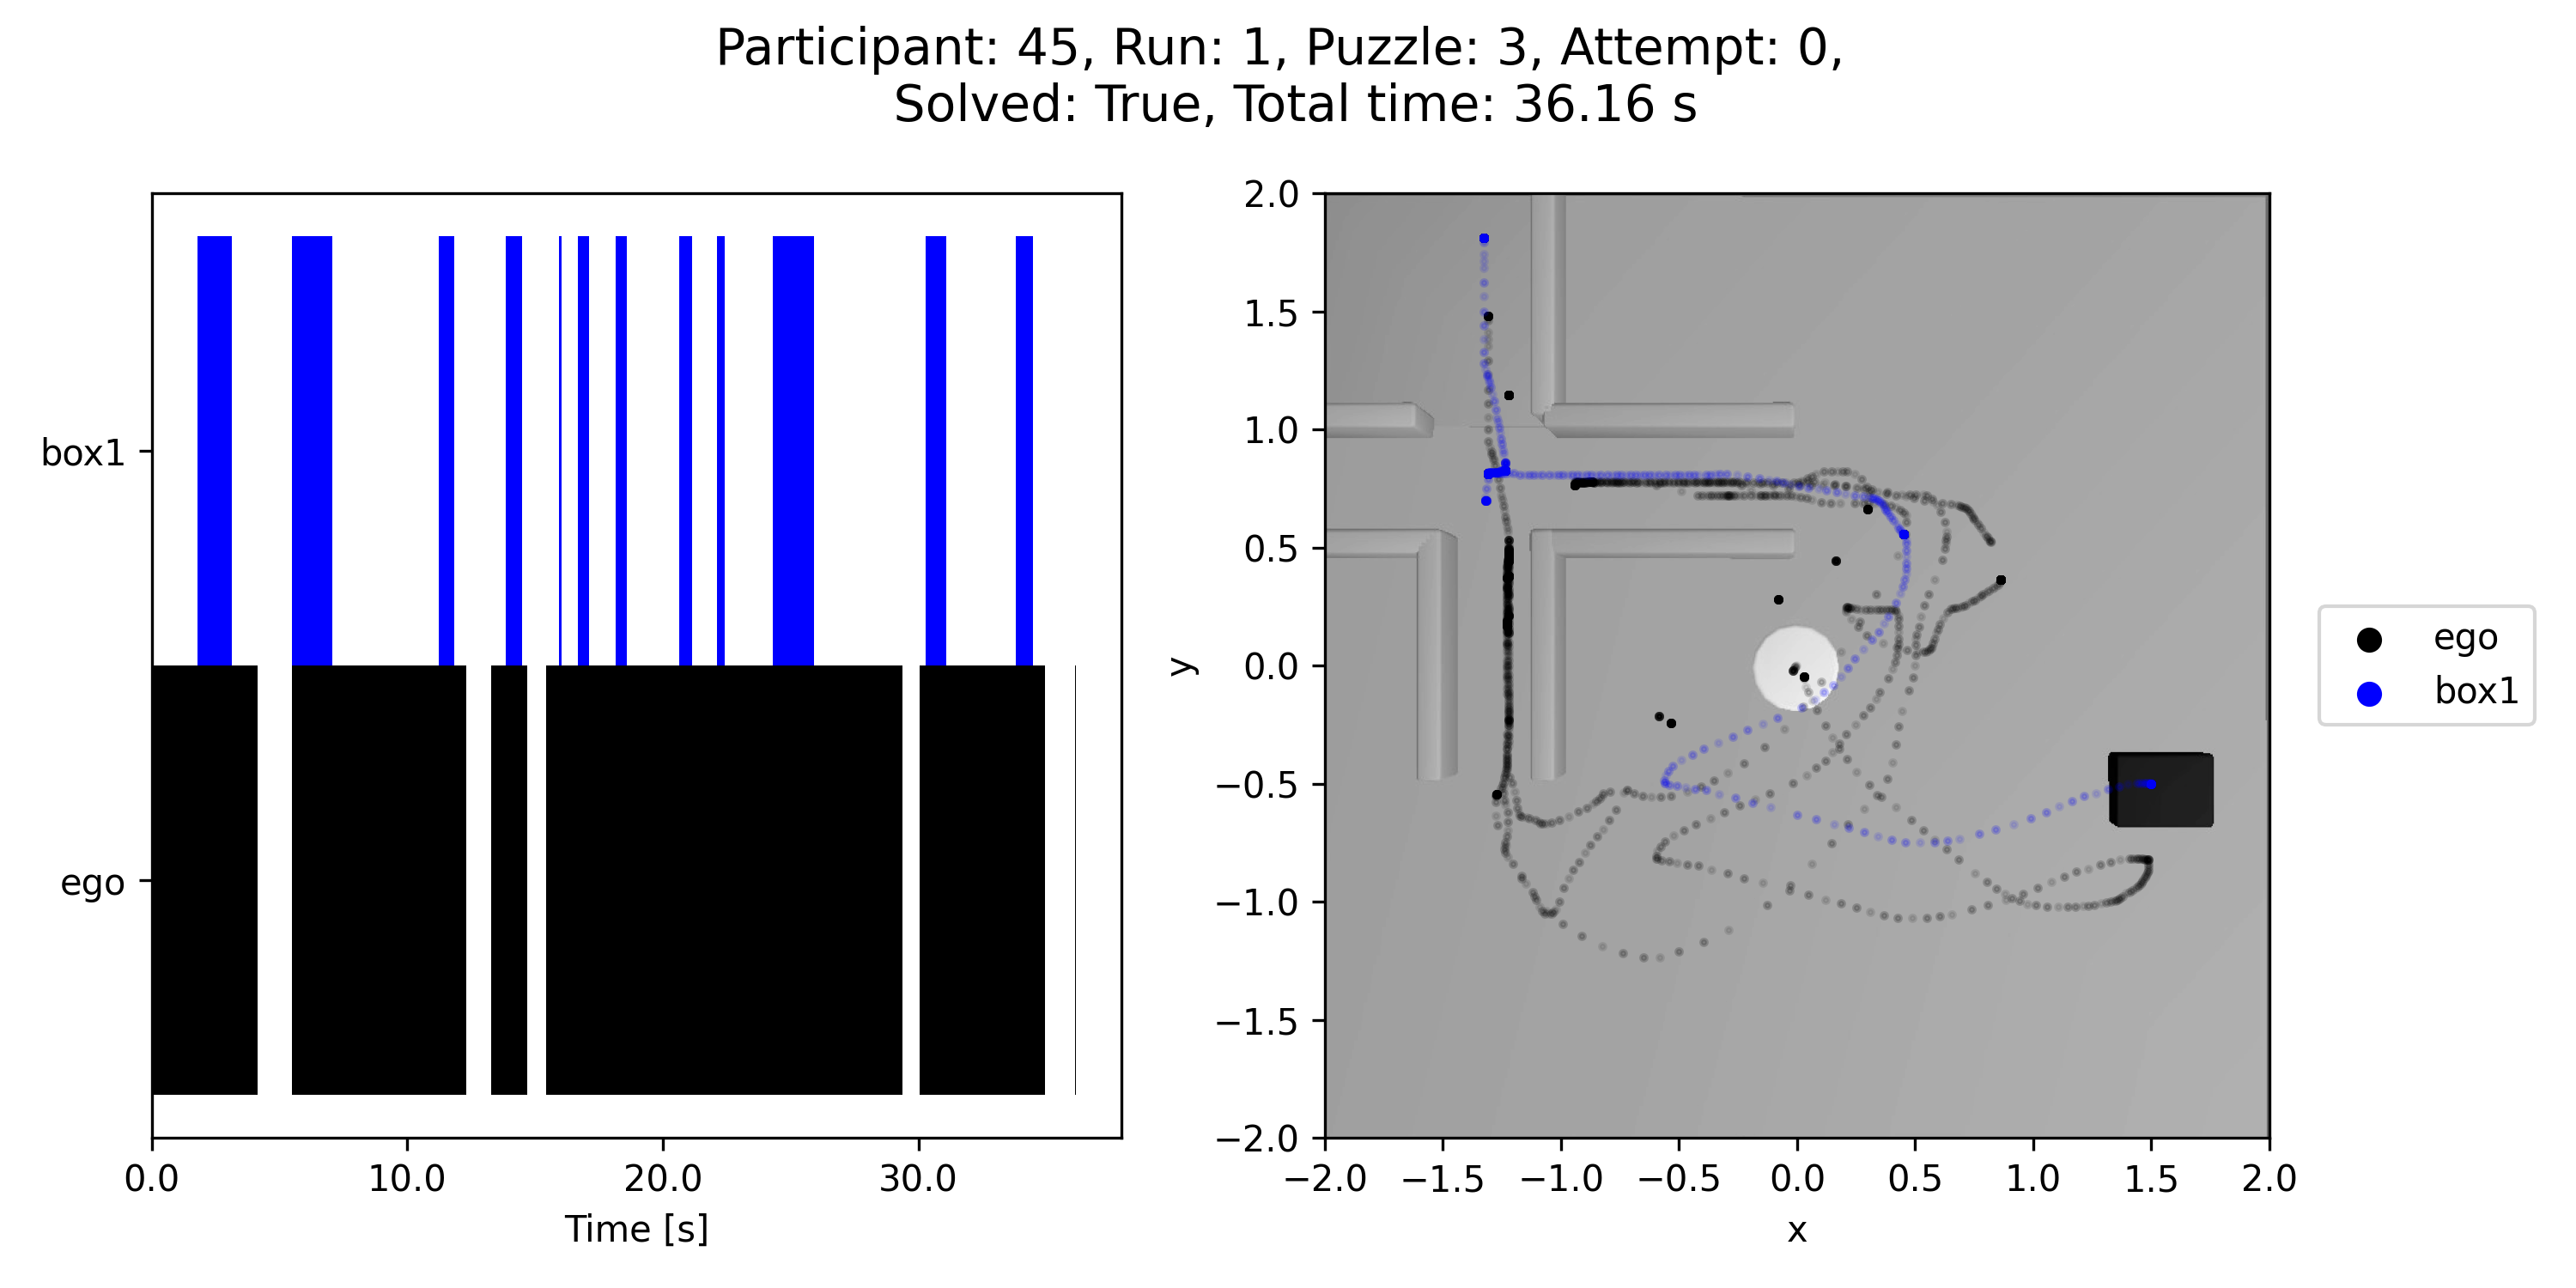 Participant: 45, Run: 1, Puzzle: 3, Attempt: 0,
Solved: True, Total time: 36.16 s
box1
ego
0.0 10.0 20.0 30.0
Time [s]
2.0
1.5
1.0
0.5
0.0
−0.5
−1.0
−1.5
−2.0
y
−2.0 −1.5 −1.0 −0.5 0.0 0.5 1.0 1.5 2.0
x
ego
box1